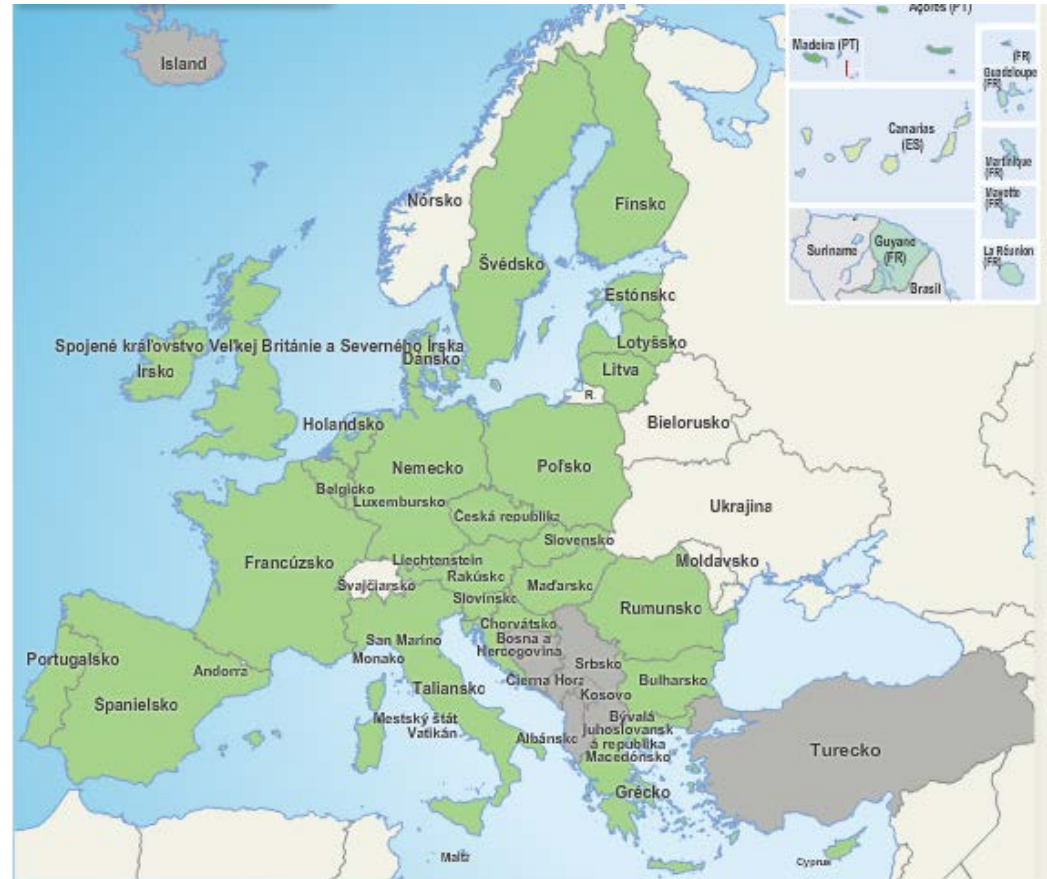 Açores (PT)
Island
Madeira (PT)
(FR)
Guadeloupe
(FR)
Canarias
(ES)
Martinique
(FR)
Mayotte
(FR)
Nórsko
Fínsko
Suriname
Guyane
(FR)
La Réunion
(FR)
Brasil
Švédsko
Estónsko
Lotyšsko
Spojené kráľovstvo Veľkej Británie a Severného Írska
Dánsko
Írsko
Litva
R.
Bielorusko
Holandsko
Nemecko
Poľsko
Belgicko
Luxembursko
Ukrajina
Česká republika
Slovensko
Francúzsko
Liechtenstein
Moldavsko
Švajčiarsko
Rakúsko
Maďarsko
Slovinsko
Rumunsko
Chorvátsko
San Maríno
Bosna a
Hercegovina
Portugalsko
Monako
Srbsko
Andorra
Čierna Hora
Bulharsko
Taliansko
Kosovo
Španielsko
Mestský štát
Vatikán
Bývalá
Juhoslovansk
á republika
Macedónsko
Albánsko
Turecko
Grécko
Malta
Cyprus